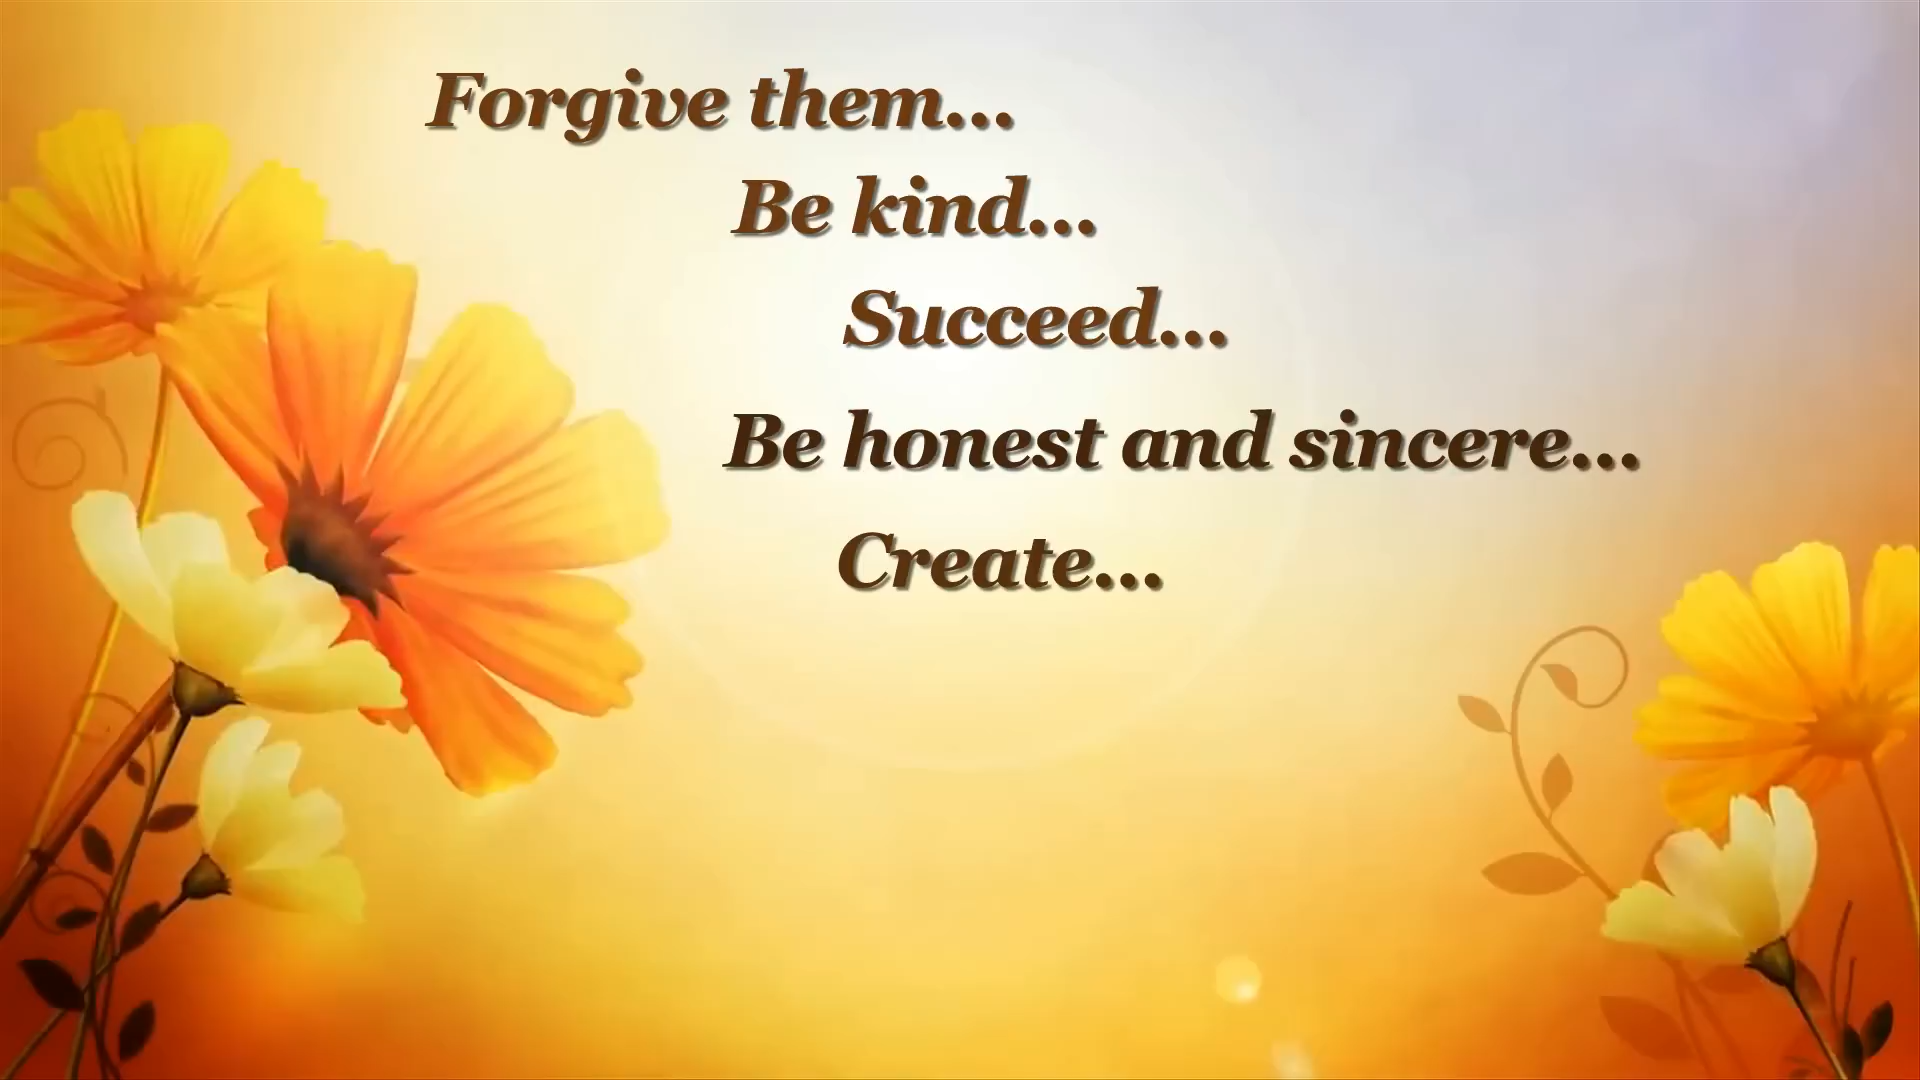 Forgive them...
Be kind...
Succeed...
Be honest and sincere...
Create...